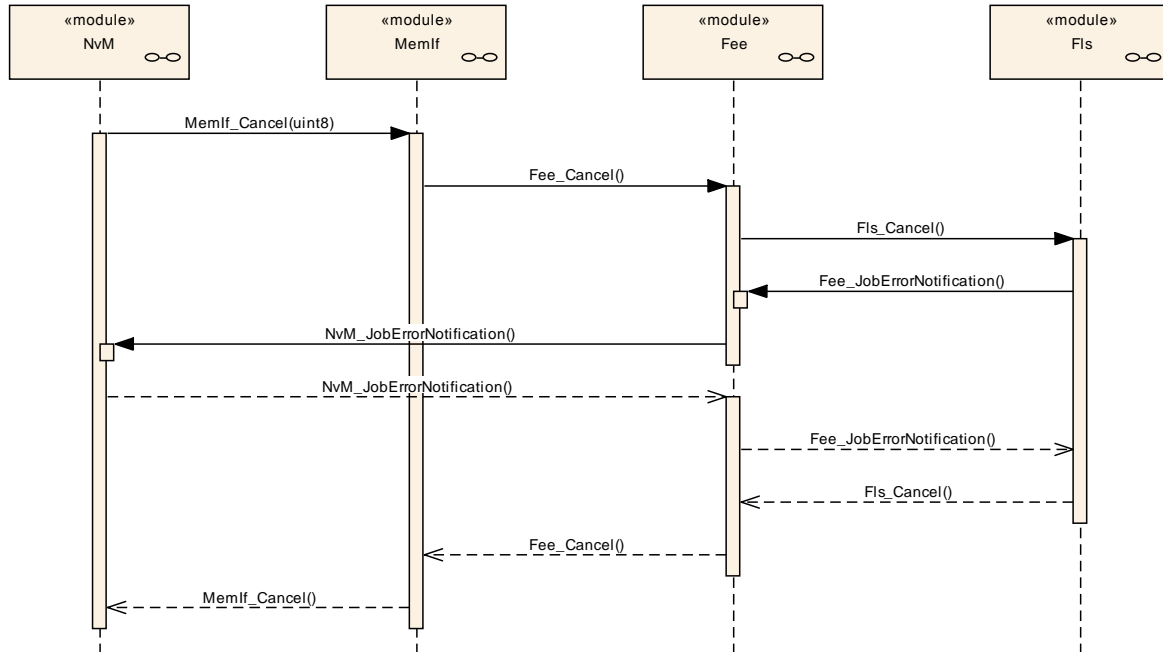 «module»
NvM
«module»
MemIf
«module»
Fee
«module»
Fls
MemIf_Cancel(uint8)
Fee_Cancel()
Fls_Cancel()
Fee_JobErrorNotification()
NvM_JobErrorNotification()
NvM_JobErrorNotification()
Fee_JobErrorNotification()
Fls_Cancel()
Fee_Cancel()
MemIf_Cancel()